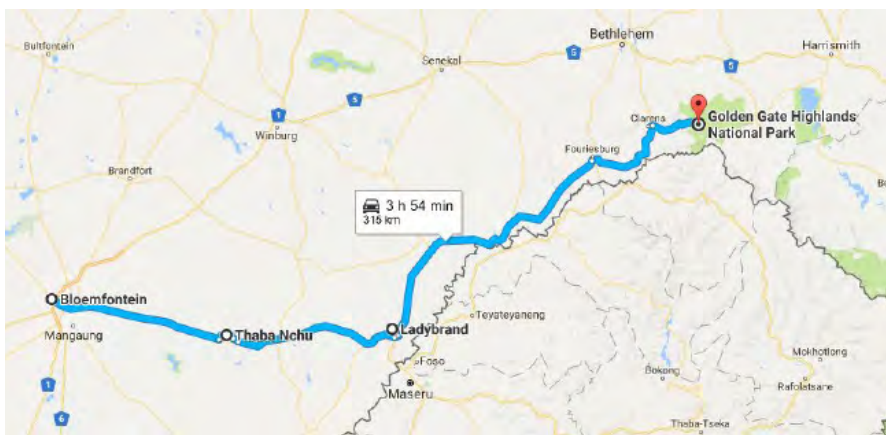 Bultfontein
Senekal
5
Bethlehem
5
Harrismith
5
1
Winburg
Clarens
Golden Gate Highlands
National Park
Brandfort
Fouriesburg
3 h 54 min
315 km
Bloemfontein
Mangaung
Thaba Nchu
Ladybrand
Teyateyaneng
Foso
Maseru
Mokhotlong
Bokong
Rafolatsane
1
6
Thaba-Tseka